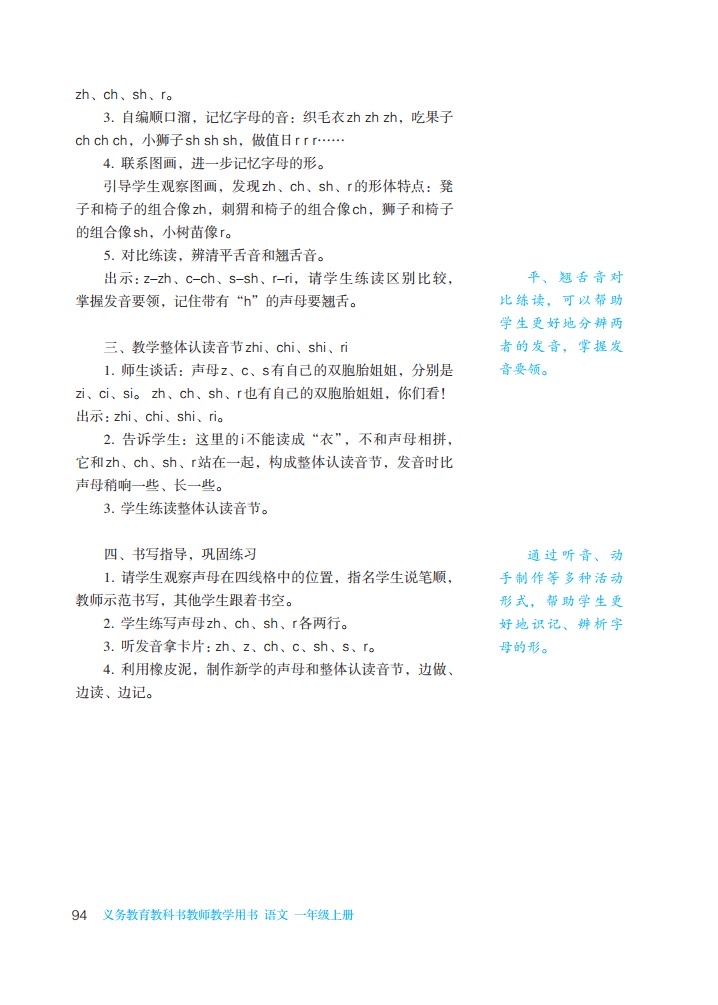 zh、ch、sh、r。
3. 自编顺口溜，记忆字母的音：织毛衣zh zh zh，吃果子
ch ch ch，小狮子sh sh sh，做值日r r r……
4. 联系图画，进一步记忆字母的形。
引导学生观察图画，发现zh、ch、sh、r的形体特点：凳
子和椅子的组合像zh，刺猬和椅子的组合像ch，狮子和椅子
的组合像sh，小树苗像r。
5. 对比练读，辨清平舌音和翘舌音。
出示：z–zh、c–ch、s–sh、r–ri，请学生练读区别比较，
掌握发音要领，记住带有“h”的声母要翘舌。
平、翘舌音对
比练读，可以帮助
学生更好地分辨两
者的发音，掌握发
音要领。
三、教学整体认读音节zhi、chi、shi、ri
1. 师生谈话：声母z、c、s有自己的双胞胎姐姐，分别是
zi、ci、si。 zh、ch、sh、r也有自己的双胞胎姐姐，你们看！
出示：zhi、chi、shi、ri。
2. 告诉学生：这里的i不能读成“衣”，不和声母相拼，
它和zh、ch、sh、r站在一起，构成整体认读音节，发音时比
声母稍响一些、长一些。
3. 学生练读整体认读音节。
四、书写指导，巩固练习
1. 请学生观察声母在四线格中的位置，指名学生说笔顺，
教师示范书写，其他学生跟着书空。
2. 学生练写声母zh、ch、sh、r各两行。
3. 听发音拿卡片：zh、z、ch、c、sh、s、r。
4. 利用橡皮泥，制作新学的声母和整体认读音节，边做、
边读、边记。
通过听音、动
手制作等多种活动
形式，帮助学生更
好地识记、辨析字
母的形。
94 义务教育教科书教师教学用书 语文 一年级上册